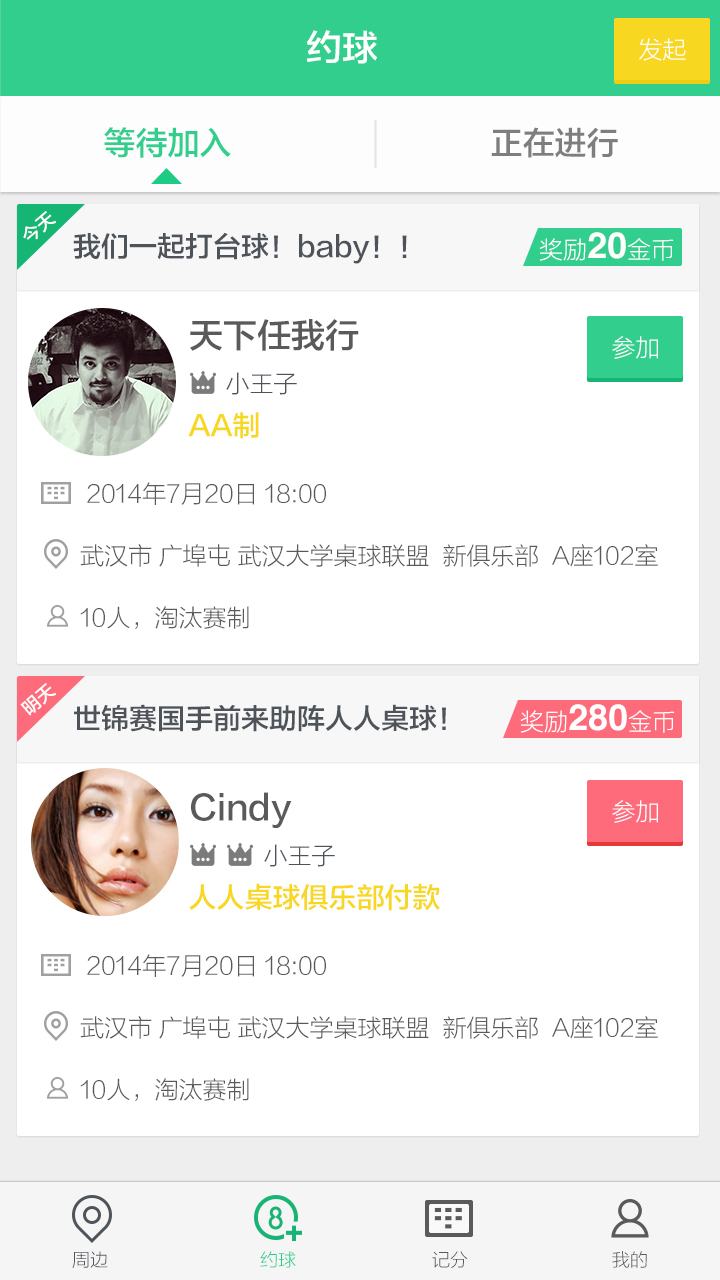 约球
发起
等待加入
正在进行
今天
我们一起打台球！baby！！
奖励20金币
天下任我行
小王子
AA制
参加
2014年7月20日 18:00
武汉市 广埠屯 武汉大学桌球联盟 新俱乐部 A座102室
10人，淘汰赛制
明天
世锦赛国手前来助阵人人桌球！
奖励280金币
Cindy
小王子
人人桌球俱乐部付款
参加
2014年7月20日 18:00
武汉市 广埠屯 武汉大学桌球联盟 新俱乐部 A座102室
10人，淘汰赛制
8
周边
约球
记分
我的